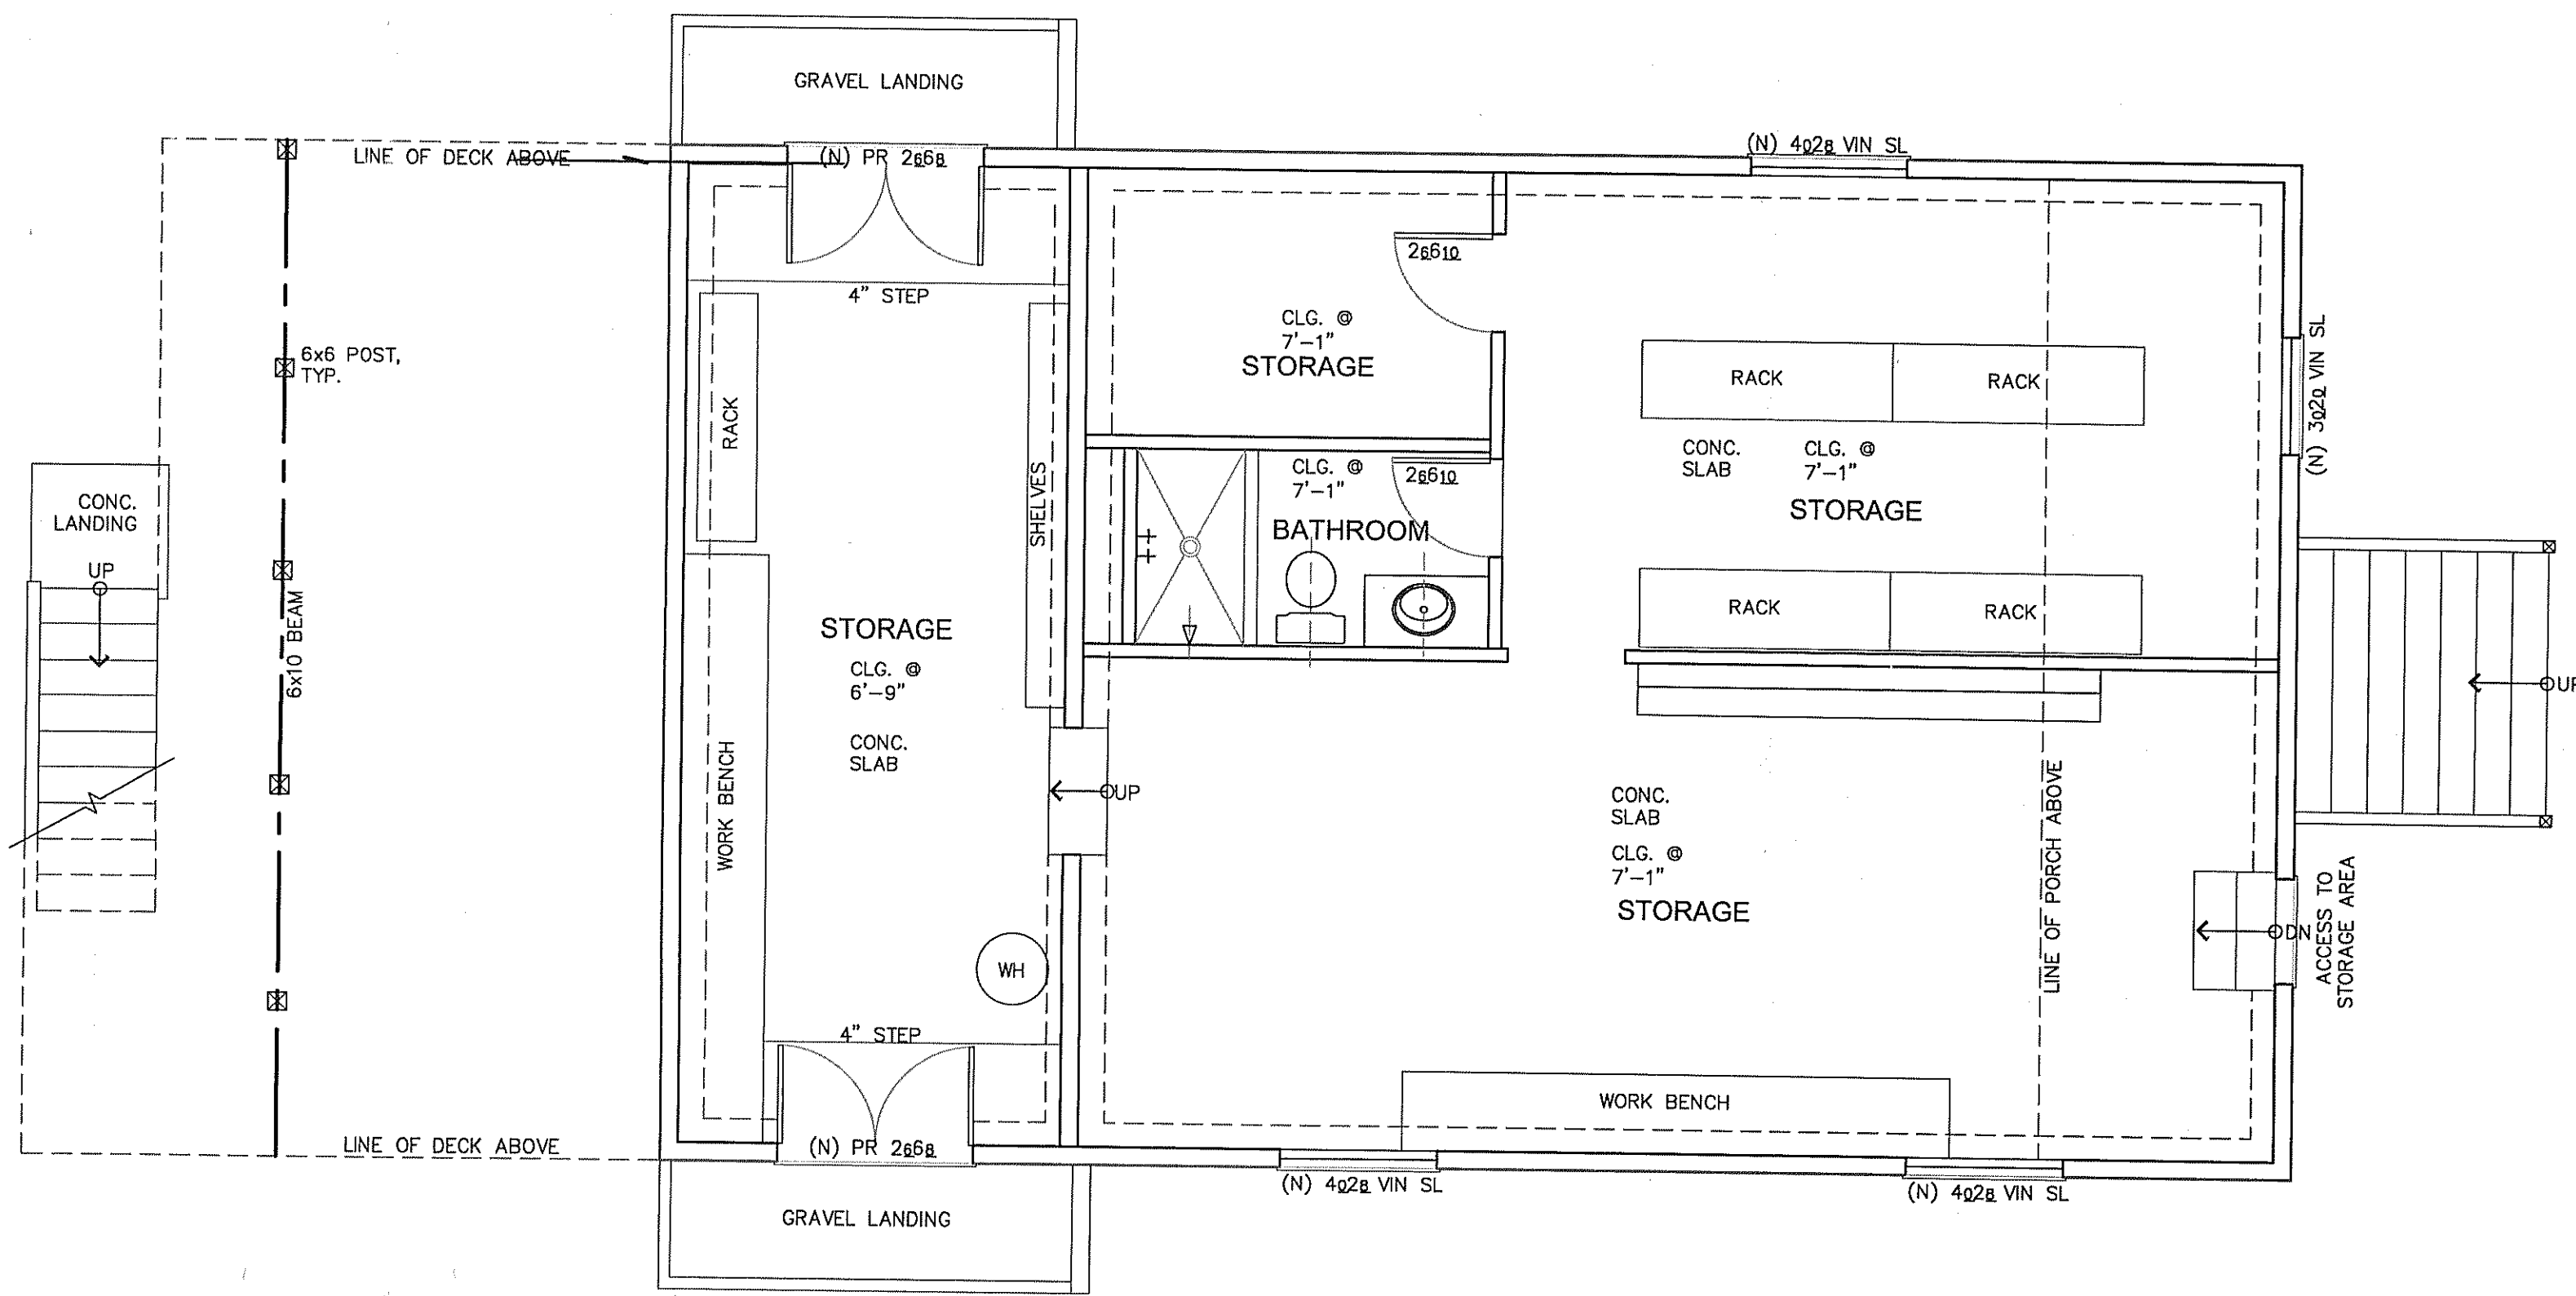 GRAVEL LANDING
LINE OF DECK ABOVE
(N) PR 2668
(N) 4028 VIN SL
26610
4" STEP
CLG. @
7'-1"
STORAGE
6x6 POST,
TYP.
RACK
RACK
RACK
(N) 3020 VIN SL
CONC.
SLAB
CLG. @
7'-1"
STORAGE
CLG. @
7'-1"
26610
BATHROOM
SHELVES
CONC.
LANDING
UP
6x10 BEAM
RACK
RACK
STORAGE
CLG. @
6'-9"
CONC.
SLAB
WORK BENCH
UP
UP
CONC.
SLAB
CLG. @
7'-1"
STORAGE
LINE OF PORCH ABOVE
DN
ACCESS TO
STORAGE AREA
WH
4" STEP
WORK BENCH
LINE OF DECK ABOVE
(N) PR 2668
(N) 4028 VIN SL
(N) 4028 VIN SL
GRAVEL LANDING